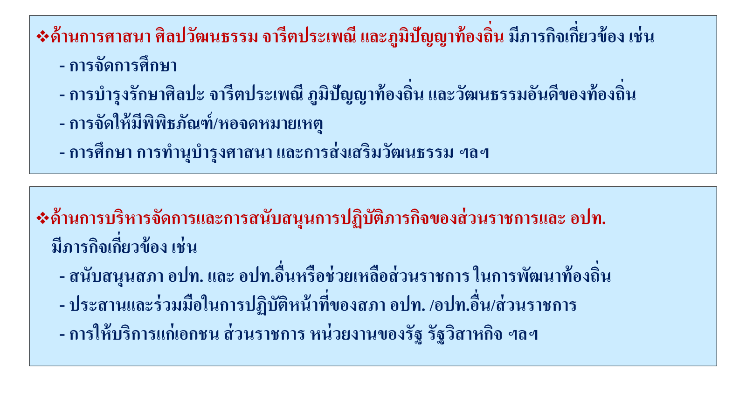 ❖ด้านการศาสนา ศิลปวัฒนธรรม จารีตประเพณี และภูมิปัญญาท้องถิ่น มีภารกิจเกี่ยวข้อง เช่น
- การจัดการศึกษา
- การบำรุงรักษาศิลปะ จารีตประเพณี ภูมิปัญญาท้องถิ่น และวัฒนธรรมอันดีของท้องถิ่น
- การจัดให้มีพิพิธภัณฑ์/หอจดหมายเหตุ
- การศึกษา การทำนุบำรุงศาสนา และการส่งเสริมวัฒนธรรม ฯลฯ
❖ด้านการบริหารจัดการและการสนับสนุนการปฏิบัติภารกิจของส่วนราชการและ อปท.
มีภารกิจเกี่ยวข้อง เช่น
- สนับสนุนสภา อปท. และ อปท.อื่นหรือช่วยเหลือส่วนราชการ ในการพัฒนาท้องถิ่น
- ประสานและร่วมมือในการปฏิบัติหน้าที่ของสภา อปท. /อปท.อื่น/ส่วนราชการ
- การให้บริการแก่เอกชน ส่วนราชการ หน่วยงานของรัฐ รัฐวิสาหกิจ ฯลฯ